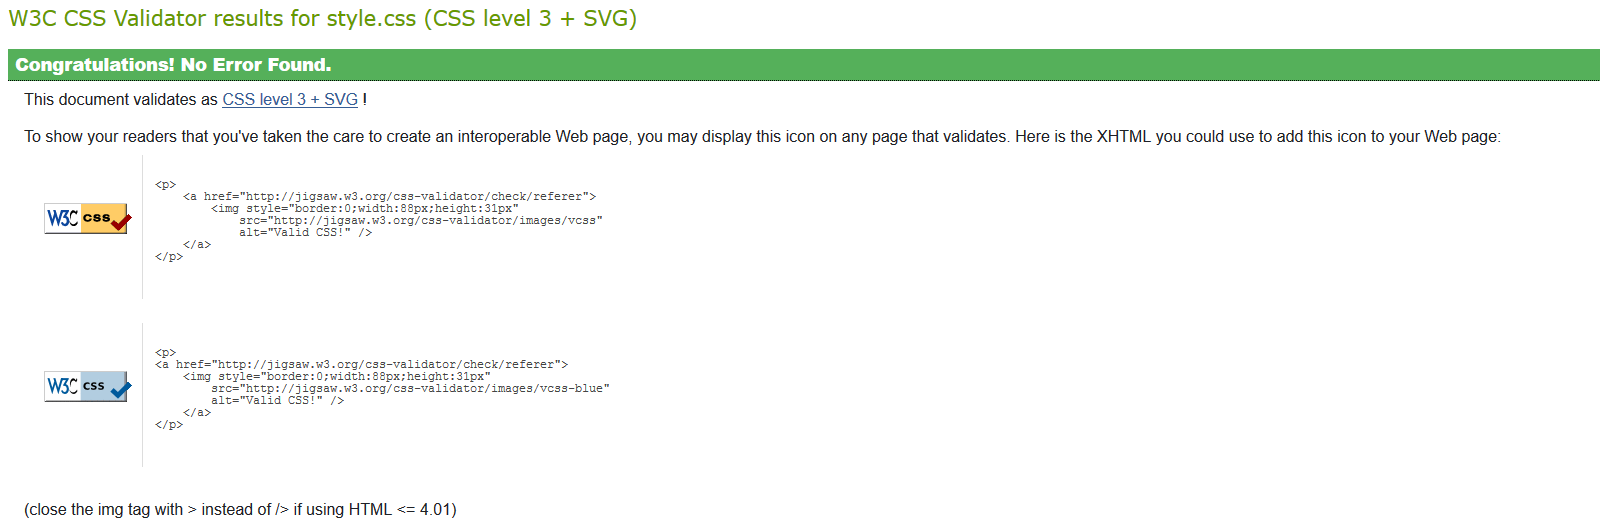 W3C CSS Validator results for style.css (CSS level 3 + SVG)
Congratulations! No Error Found.
This document validates as CSS level 3 + SVG !
To show your readers that you've taken the care to create an interoperable Web page, you may display this icon on any page that validates. Here is the XHTML you could use to add this icon to your Web page:
W3C css
<p>
    <a href="http://jigsaw.w3.org/css-validator/check/referer">
        <img style="border:0;width:88px;height:31px"
            src="http://jigsaw.w3.org/css-validator/images/vcss"
            alt="Valid CSS!" />
    </a>
</p>
W3C css
<p>
<a href="http://jigsaw.w3.org/css-validator/check/referer">
    <img style="border:0;width:88px;height:31px"
        src="http://jigsaw.w3.org/css-validator/images/vcss-blue"
        alt="Valid CSS!" />
    </a>
</p>
(close the img tag with > instead of /> if using HTML <= 4.01)